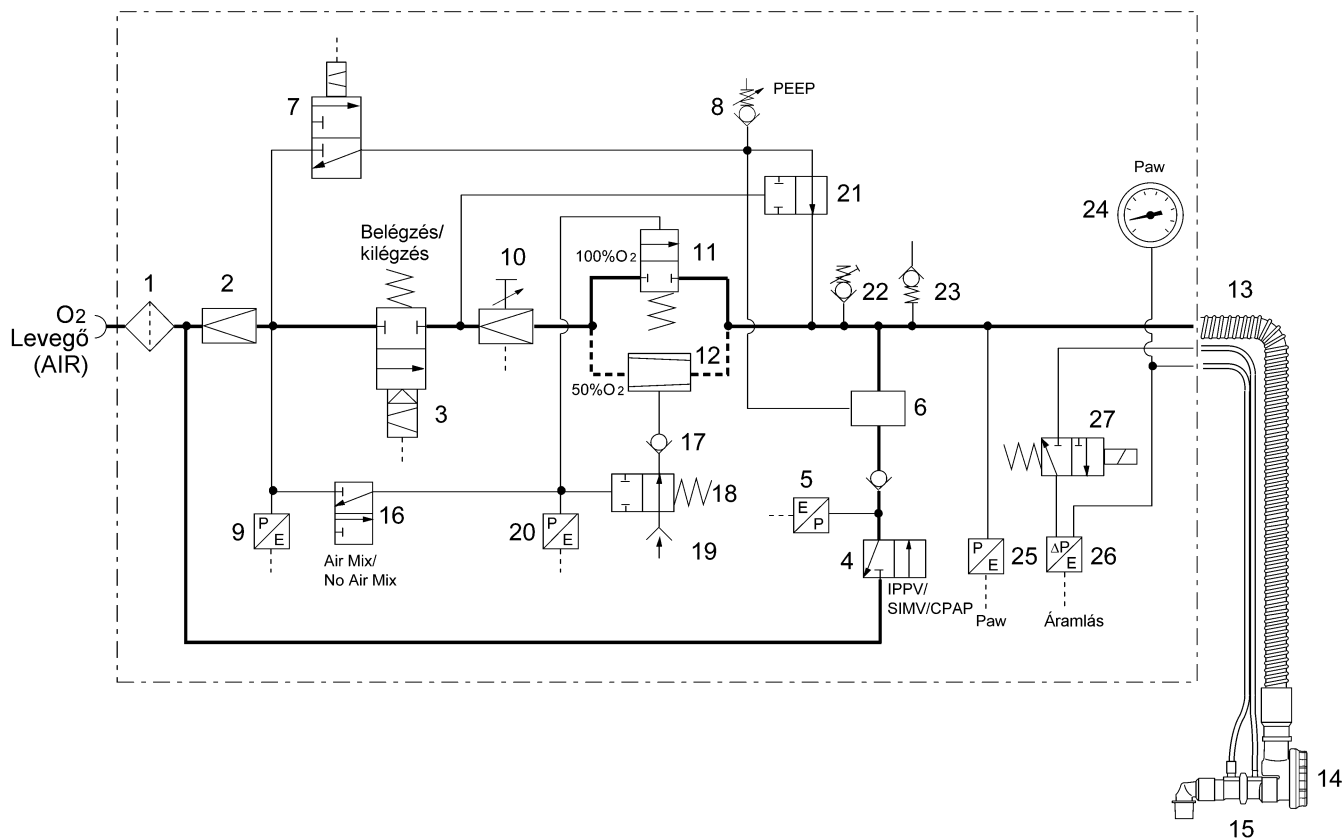 7
8
PEEP
21
Paw
24
Belégzés/
kilégzés
10
100%O2
11
1
2
22
23
13
O2
Levegő
(AIR)
12
50%O2
3
6
27
17
5
18
E
P
9
P
E
16
20
P
E
19
4
P
E
25
ΔP
E
26
Air Mix/
No Air Mix
IPPV/
SIMV/CPAP
Paw
Áramlás
14
15